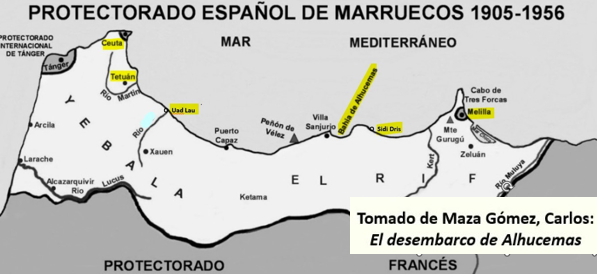 PROTECTORADO ESPAÑOL DE MARRUECOS 1905-1956
PROTECTORADO
INTERNACIONAL
DE TÁNGER
Ceuta
MAR
MEDITERRÁNEO
Tánger
Tetuán
Río Martín
Uad Lau
Río
Arcila
YEBALA
Xauen
Larache
Alcazarquivir
Río
Lucus
Puerto
Capaz
Peñón de
Vélez
Villa
Sanjurjo
Bahía de Alhucemas
Sidi Dris
Cabo de
Tres Forcas
Melilla
Mte
Gurugú
Zeluán
Kert
Río Muluya
Ketama
EL RIF
Tomado de Maza Gómez, Carlos:
El desembarco de Alhucemas
PROTECTORADO
FRANCÉS